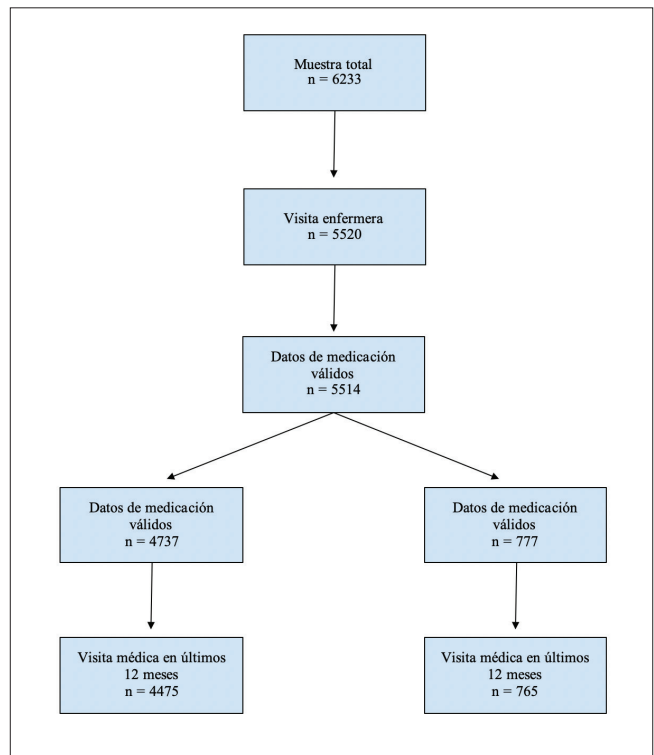 Muestra total
n = 6233
Visita enfermera
n = 5520
Datos de medicación
válidos
n = 5514
Datos de medicación
válidos
n = 4737
Datos de medicación
válidos
n = 777
Visita médica en últimos
12 meses
n = 4475
Visita médica en últimos
12 meses
n = 765